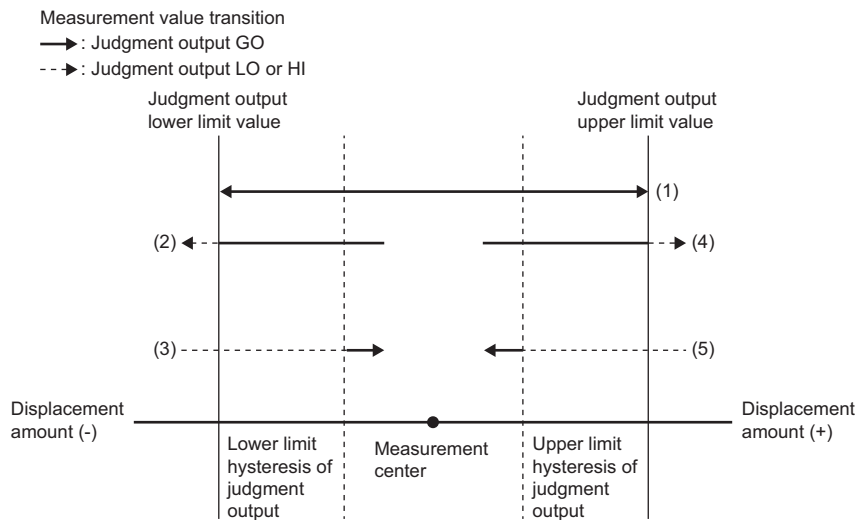 Measurement value transition
: Judgment output GO
: Judgment output LO or HI
Judgment output
lower limit value
Judgment output
upper limit value
(1)
(2)
(4)
(3)
(5)
Displacement
amount (-)
Displacement
amount (+)
Lower limit
hysteresis of
judgment
output
Measurement
center
Upper limit
hysteresis of
judgment
output